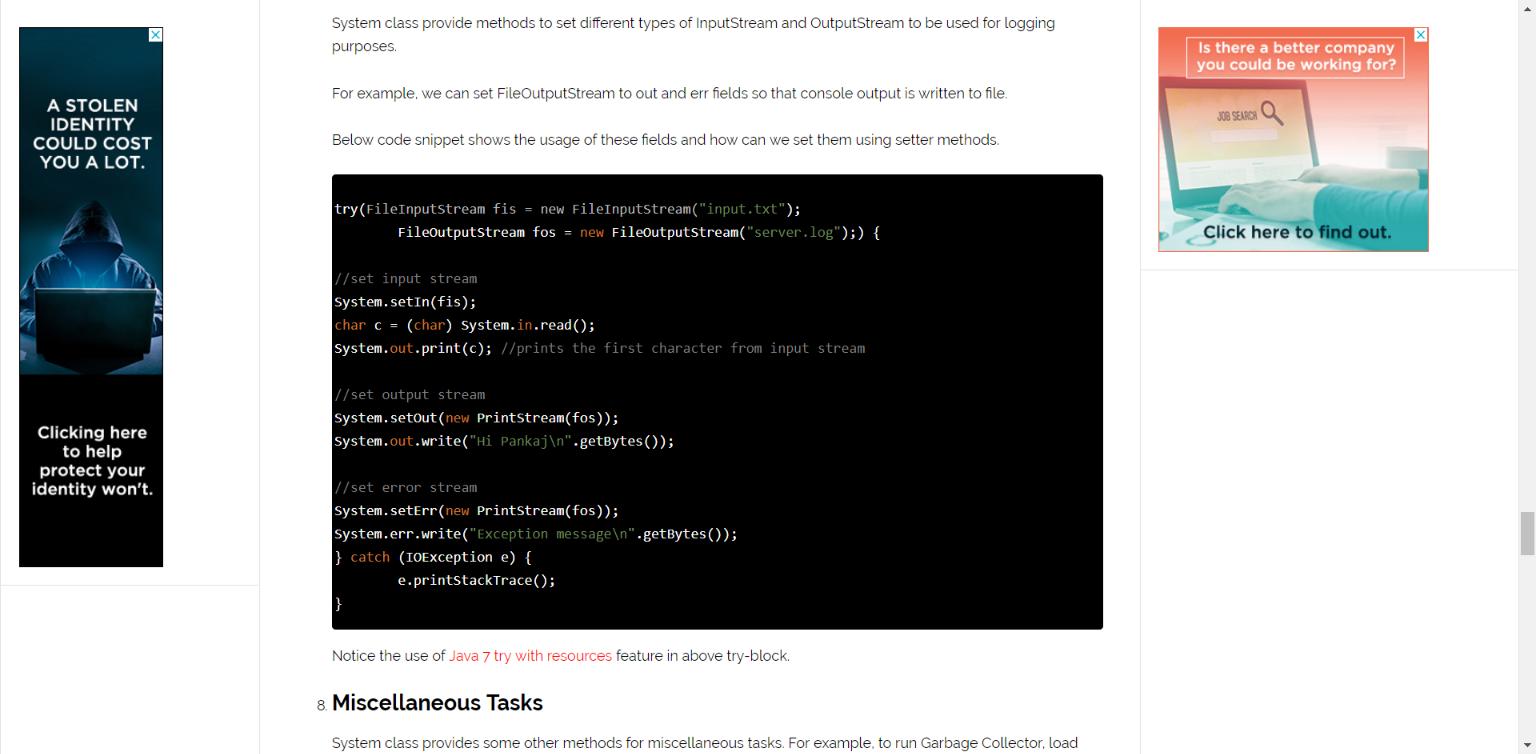 A STOLEN
IDENTITY
COULD COST
YOU A LOT.
Clicking here
to help
protect your
identity won't.
System class provide methods to set different types of InputStream and OutputStream to be used for logging
purposes.
For example, we can set FileOutputStream to out and err fields so that console output is written to file.
Below code snippet shows the usage of these fields and how can we set them using setter methods.
try(FileInputStream fis = new FileInputStream("input.txt");
        FileOutputStream fos = new FileOutputStream("server.log");) {
//set input stream
System.setIn(fis);
char c = (char) System.in.read();
System.out.print(c); //prints the first character from input stream
//set output stream
System.setOut(new PrintStream(fos));
System.out.write("Hi Pankaj\n".getBytes());
//set error stream
System.setErr(new PrintStream(fos));
System.err.write("Exception message\n".getBytes());
} catch (IOException e) {
        e.printStackTrace();
}
Notice the use of Java 7 try with resources feature in above try-block.
8. Miscellaneous Tasks
System class provides some other methods for miscellaneous tasks. For example, to run Garbage Collector, load
Is there a better company
you could be working for?
JOB SEARCH
Click here to find out.